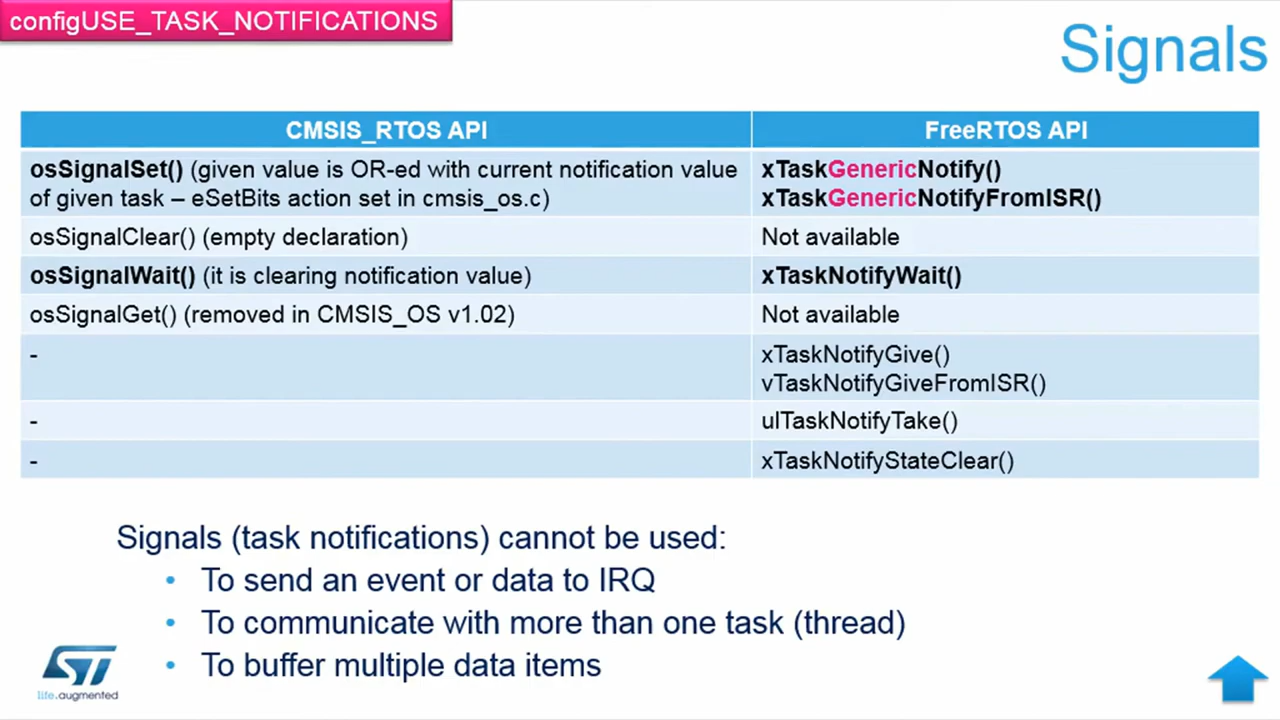 configUSE_TASK_NOTIFICATIONS
Signals
CMSIS_RTOS API
FreeRTOS API
osSignalSet() (given value is OR-ed with current notification value
of given task – eSetBits action set in cmsis_os.c)
xTaskGenericNotify()
xTaskGenericNotifyFromISR()
osSignalClear() (empty declaration)
Not available
osSignalWait() (it is clearing notification value)
xTaskNotifyWait()
osSignalGet() (removed in CMSIS_OS v1.02)
Not available
-
xTaskNotifyGive()
vTaskNotifyGiveFromISR()
-
ulTaskNotifyTake()
-
xTaskNotifyStateClear()
Signals (task notifications) cannot be used:
• To send an event or data to IRQ
• To communicate with more than one task (thread)
• To buffer multiple data items
ST
life.augmented